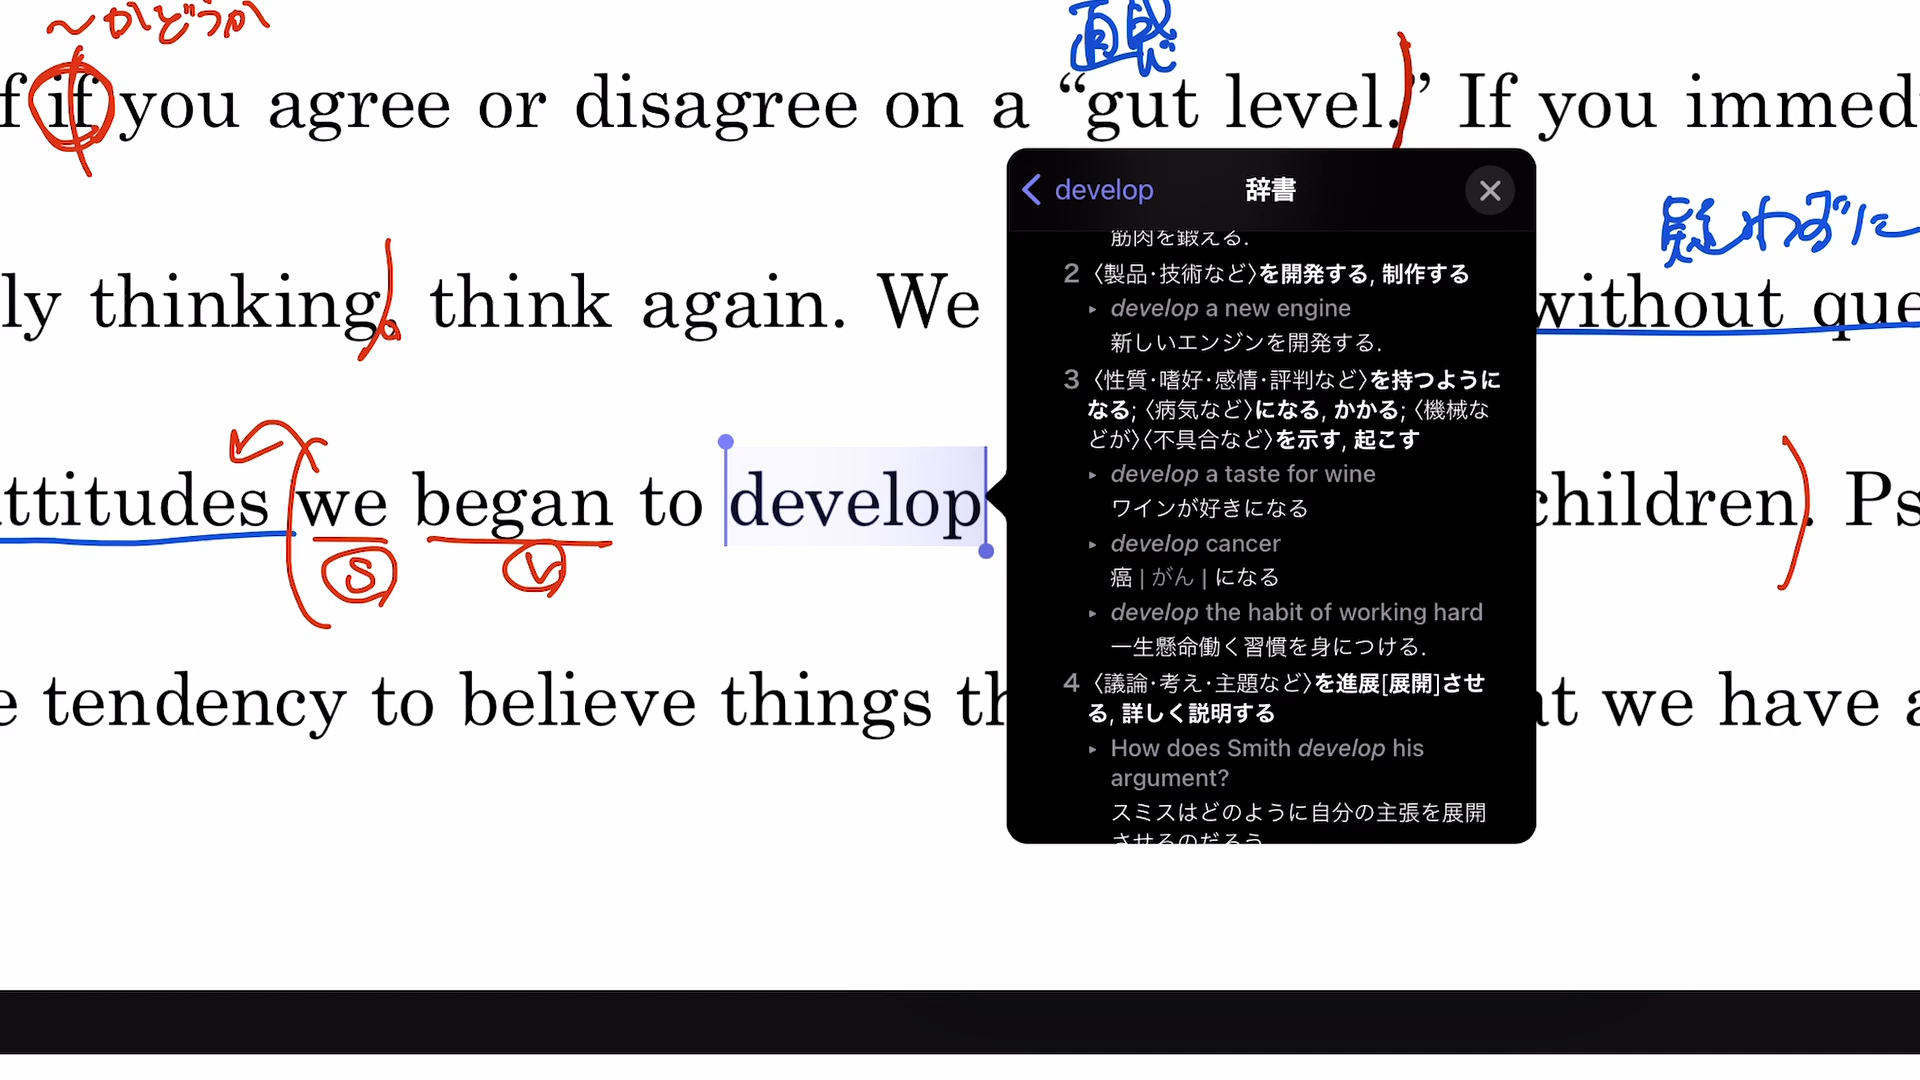 ～かどうか
直感
f if you agree or disagree on a “gut level.” If you immed
疑わずに
ly thinking, think again. We
without que
ttitudes we began to develop
children. Ps
S
V
e tendency to believe things th
at we have a
develop
辞書
筋肉を鍛える.
2 〈製品･技術など〉を開発する, 制作する
▸ develop a new engine
新しいエンジンを開発する.
3 〈性質･嗜好･感情･評判など〉を持つように
なる; 〈病気など〉になる, かかる; 〈機械な
どが〉〈不具合など〉を示す, 起こす
▸ develop a taste for wine
ワインが好きになる
▸ develop cancer
癌 | がん | になる
▸ develop the habit of working hard
一生懸命働く習慣を身につける.
4 〈議論･考え･主題など〉を進展[展開]させ
る, 詳しく説明する
▸ How does Smith develop his
argument?
スミスはどのように自分の主張を展開
させるのだろう